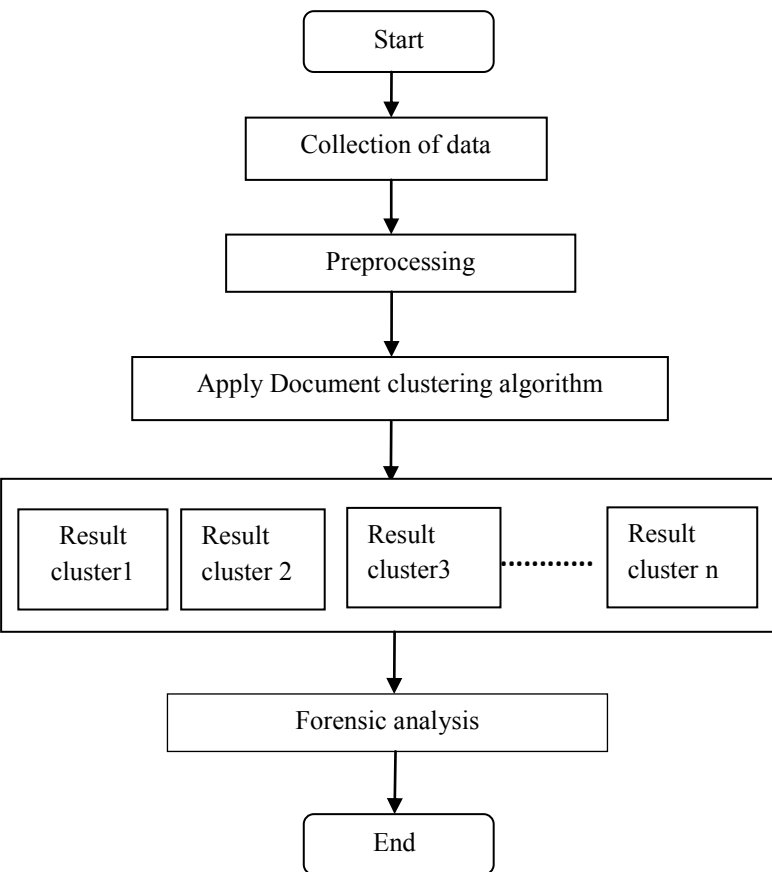 Start
Collection of data
Preprocessing
Apply Document clustering algorithm
Result
cluster1
Result
cluster 2
Result
cluster3
Result
cluster n
Forensic analysis
End